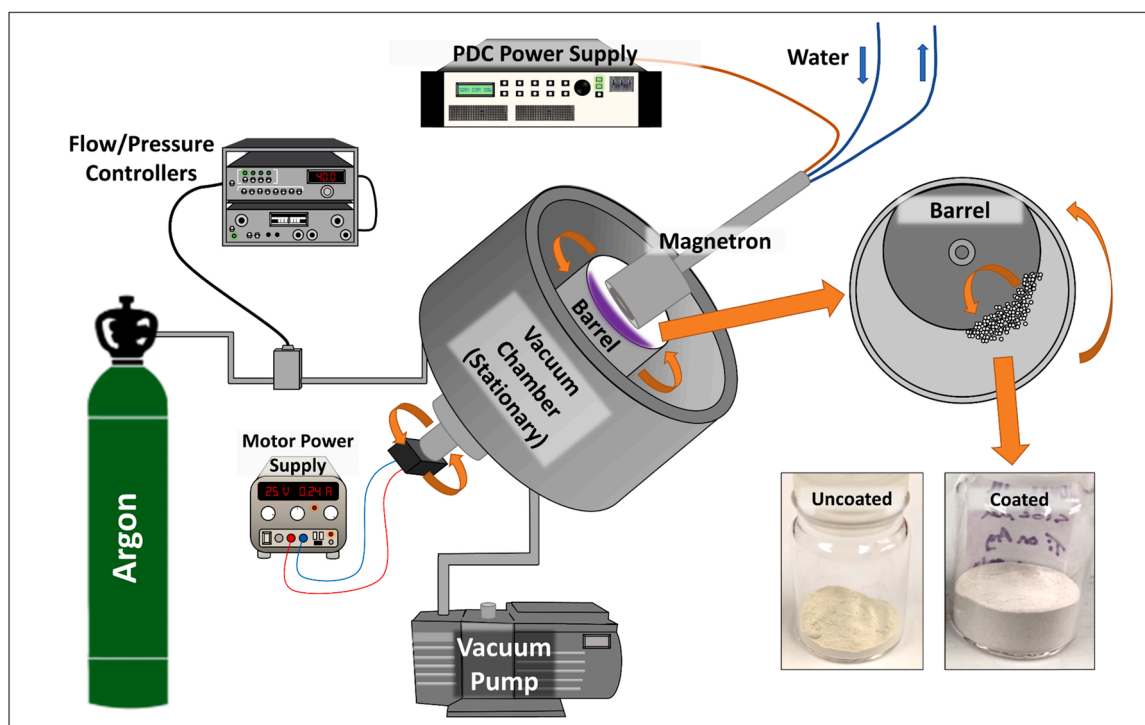 PDC Power Supply
Water
Flow/Pressure
Controllers
40.0
Barrel
Magnetron
Barrel
Vacuum
Chamber
(Stationary)
Motor Power
Supply
25 V 0.24 A
Argon
Uncoated
Coated
Vacuum
Pump